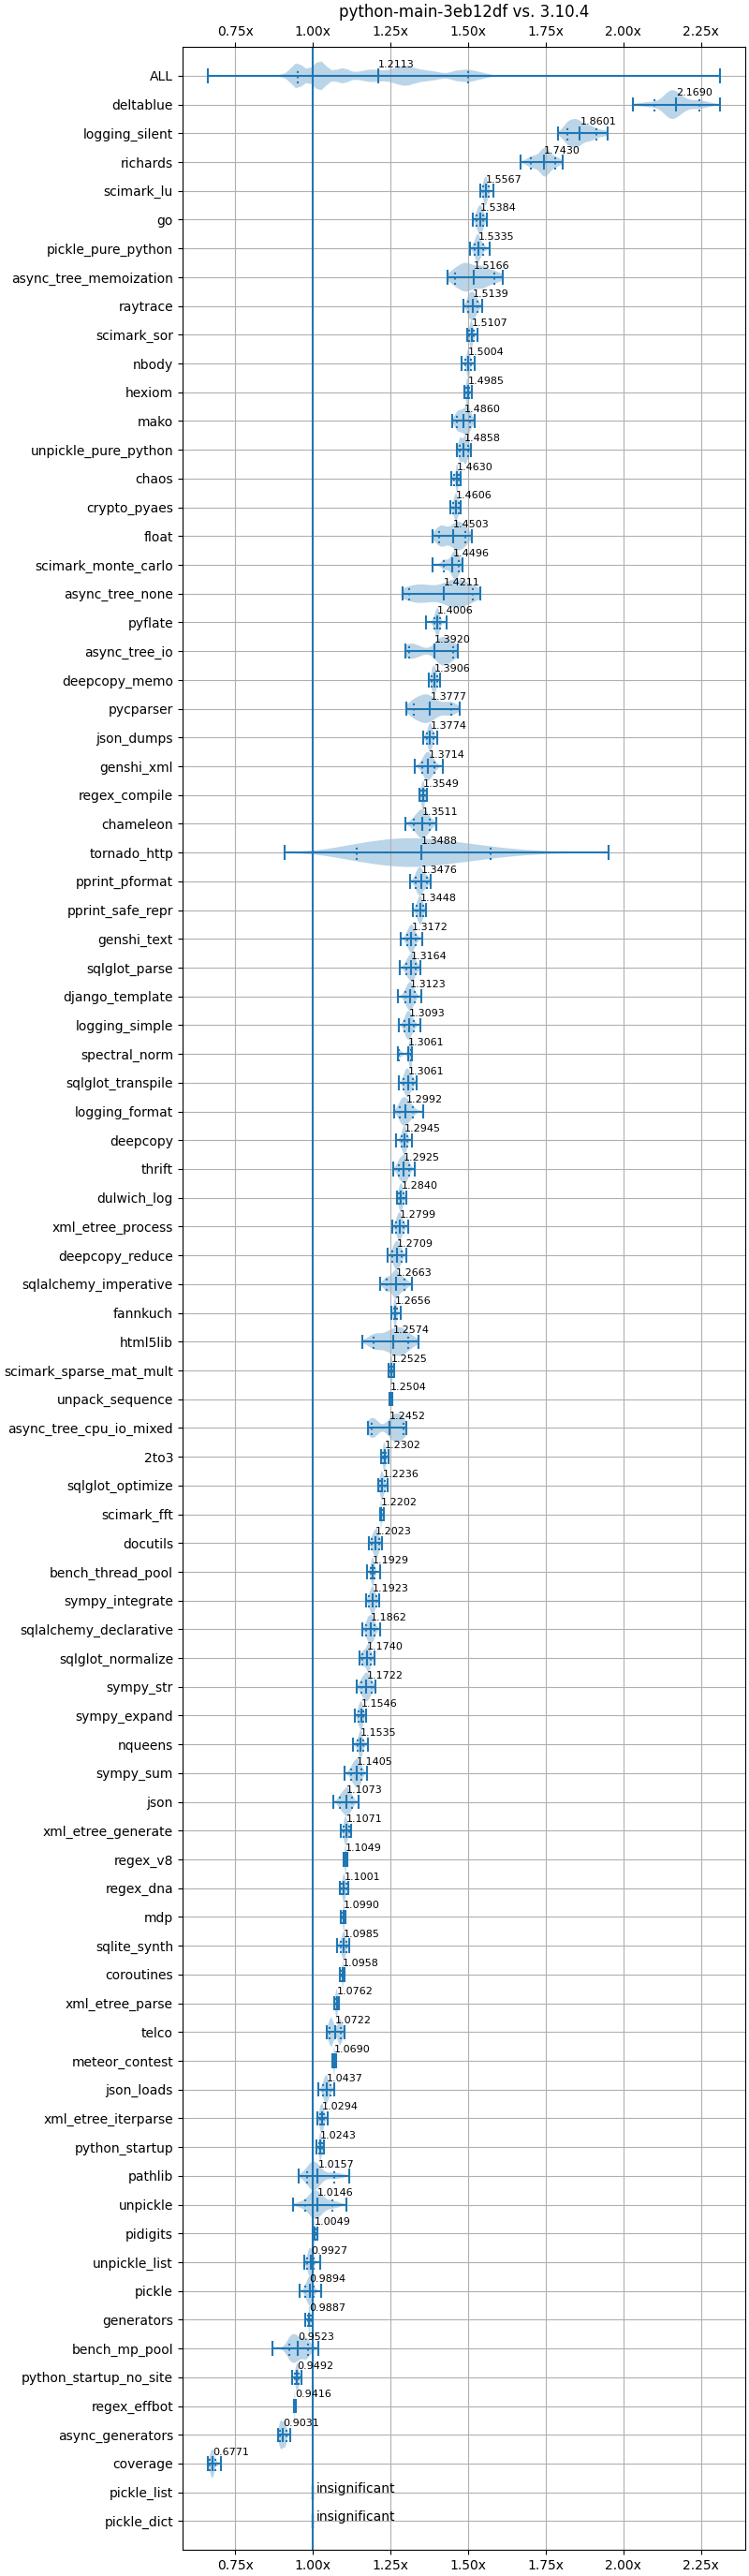 python-main-3eb12df vs. 3.10.4
0.75x 1.00x 1.25x 1.50x 1.75x 2.00x 2.25x
ALL 1.2113
deltablue 2.1690
logging_silent 1.8601
richards 1.7430
scimark_lu 1.5567
go 1.5384
pickle_pure_python 1.5335
async_tree_memoization 1.5166
raytrace 1.5139
scimark_sor 1.5107
nbody 1.5004
hexiom 1.4985
mako 1.4860
unpickle_pure_python 1.4858
chaos 1.4630
crypto_pyaes 1.4606
float 1.4503
scimark_monte_carlo 1.4496
async_tree_none 1.4211
pyflate 1.4006
async_tree_io 1.3920
deepcopy_memo 1.3906
pycparser 1.3777
json_dumps 1.3774
genshi_xml 1.3714
regex_compile 1.3549
chameleon 1.3511
tornado_http 1.3488
pprint_pformat 1.3476
pprint_safe_repr 1.3448
genshi_text 1.3172
sqlglot_parse 1.3164
django_template 1.3123
logging_simple 1.3093
spectral_norm 1.3061
sqlglot_transpile 1.3061
logging_format 1.2992
deepcopy 1.2945
thrift 1.2925
dulwich_log 1.2840
xml_etree_process 1.2799
deepcopy_reduce 1.2709
sqlalchemy_imperative 1.2663
fannkuch 1.2656
html5lib 1.2574
scimark_sparse_mat_mult 1.2525
unpack_sequence 1.2504
async_tree_cpu_io_mixed 1.2452
2to3 1.2302
sqlglot_optimize 1.2236
scimark_fft 1.2202
docutils 1.2023
bench_thread_pool 1.1929
sympy_integrate 1.1923
sqlalchemy_declarative 1.1862
sqlglot_normalize 1.1740
sympy_str 1.1722
sympy_expand 1.1546
nqueens 1.1535
sympy_sum 1.1405
json 1.1073
xml_etree_generate 1.1071
regex_v8 1.1049
regex_dna 1.1001
mdp 1.0990
sqlite_synth 1.0985
coroutines 1.0958
xml_etree_parse 1.0762
telco 1.0722
meteor_contest 1.0690
json_loads 1.0437
xml_etree_iterparse 1.0294
python_startup 1.0243
pathlib 1.0157
unpickle 1.0146
pidigits 1.0049
unpickle_list 0.9927
pickle 0.9894
generators 0.9887
bench_mp_pool 0.9523
python_startup_no_site 0.9492
regex_effbot 0.9416
async_generators 0.9031
coverage 0.6771
pickle_list insignificant
pickle_dict insignificant
0.75x 1.00x 1.25x 1.50x 1.75x 2.00x 2.25x